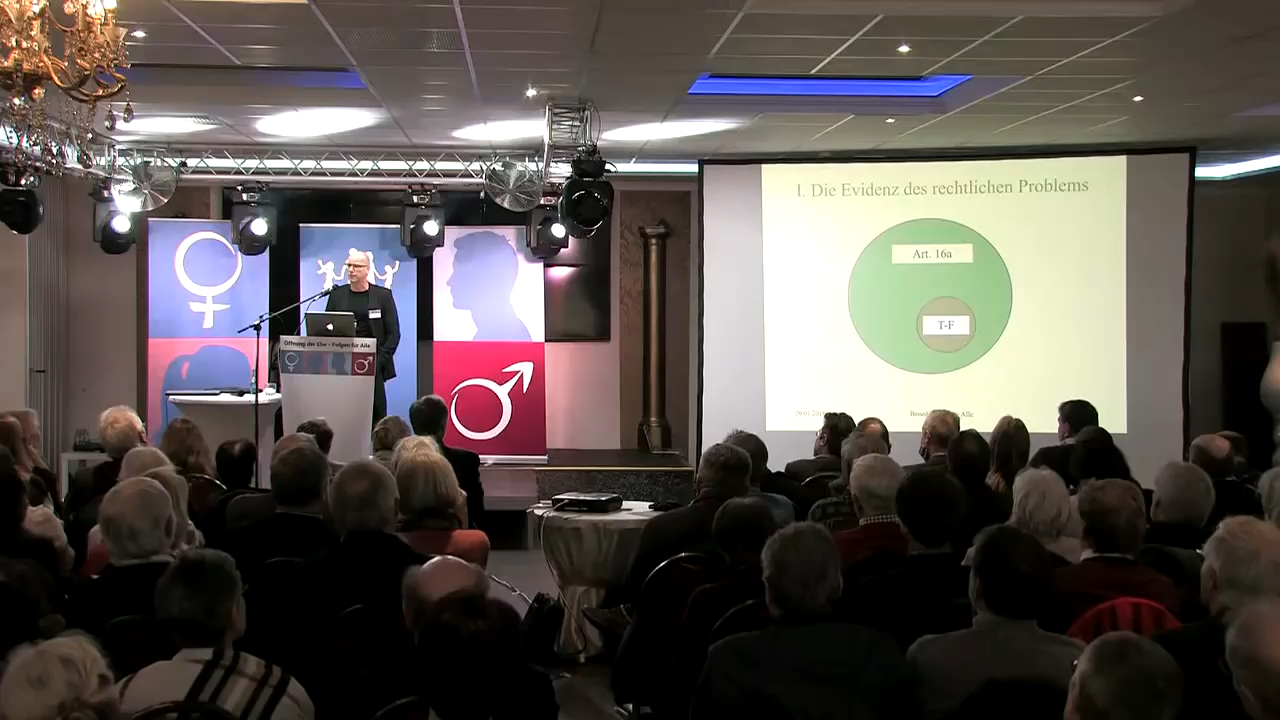 Öffnung der Ehe - Folgen für Alle
I. Die Evidenz des rechtlichen Problems
Art. 16a
T-F